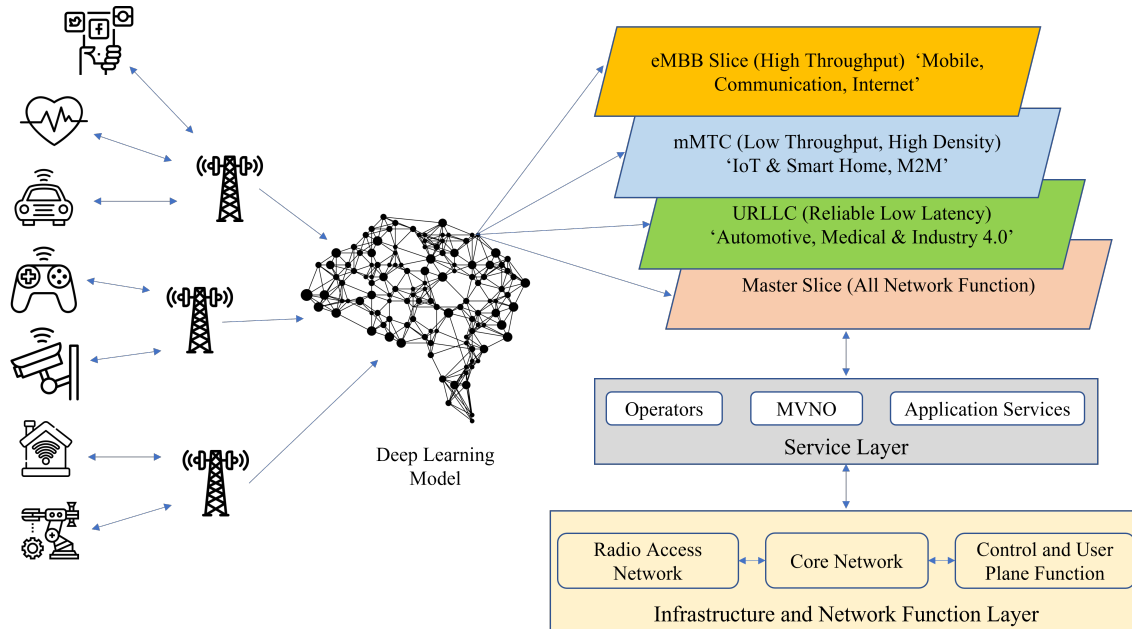 eMBB Slice (High Throughput) ‘Mobile,
Communication, Internet’
mMTC (Low Throughput, High Density)
‘IoT & Smart Home, M2M’
URLLC (Reliable Low Latency)
‘Automotive, Medical & Industry 4.0’
Master Slice (All Network Function)
Deep Learning
Model
Operators
MVNO
Application Services
Service Layer
Radio Access
Network
Core Network
Control and User
Plane Function
Infrastructure and Network Function Layer